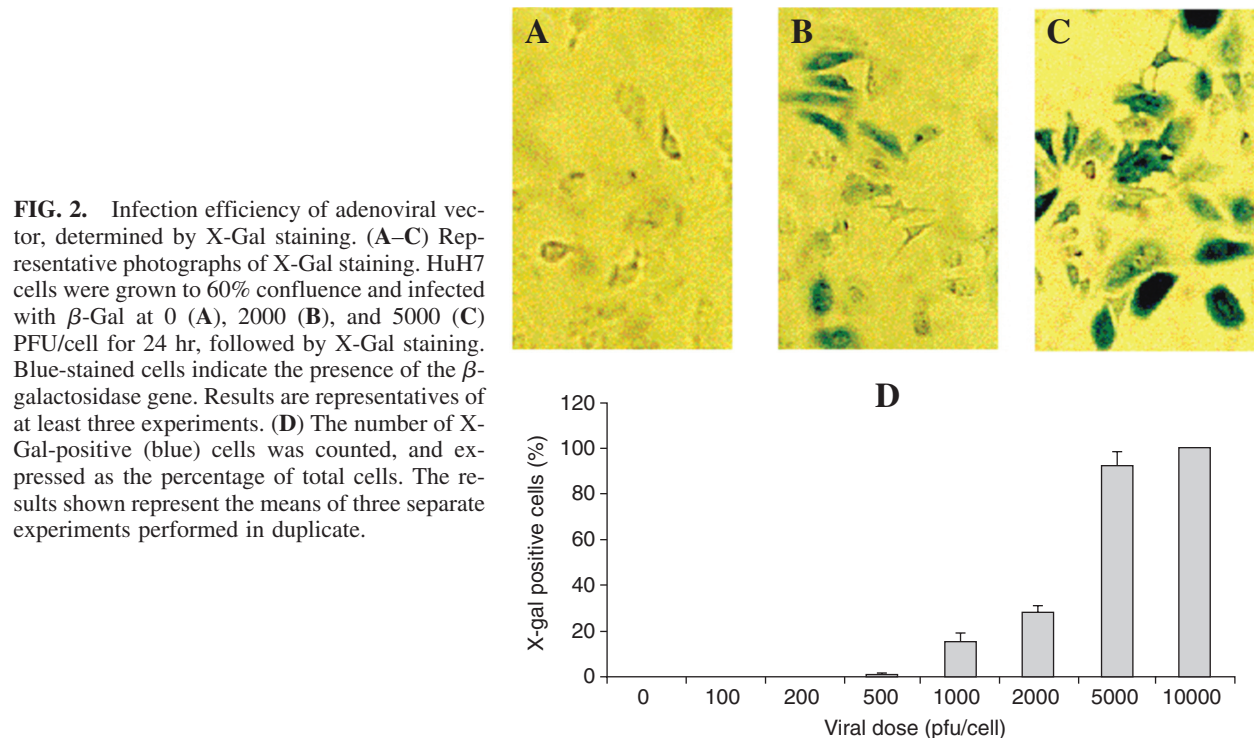 A
B
C
FIG. 2. Infection efficiency of adenoviral vec-
tor, determined by X-Gal staining. (A–C) Rep-
resentative photographs of X-Gal staining. HuH7
cells were grown to 60% confluence and infected
with β-Gal at 0 (A), 2000 (B), and 5000 (C)
PFU/cell for 24 hr, followed by X-Gal staining.
Blue-stained cells indicate the presence of the β-
galactosidase gene. Results are representatives of
at least three experiments. (D) The number of X-
Gal-positive (blue) cells was counted, and ex-
pressed as the percentage of total cells. The re-
sults shown represent the means of three separate
experiments performed in duplicate.
D
X-gal positive cells (%)
120
100
80
60
40
20
0
0 100 200 500 1000 2000 5000 10000
Viral dose (pfu/cell)